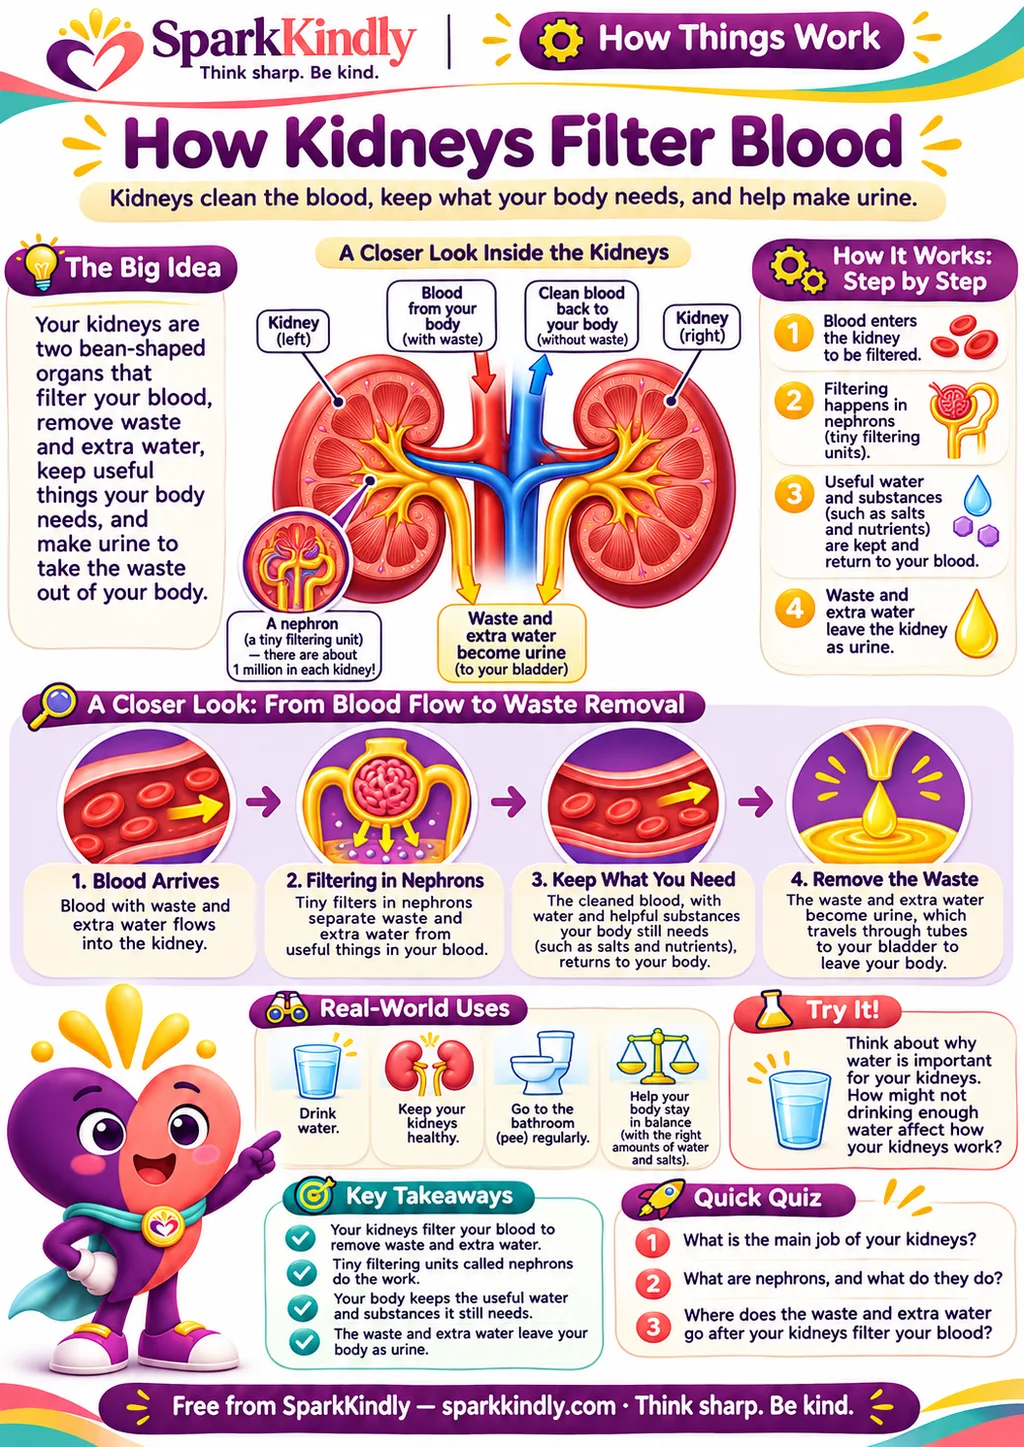 SparkKindly
Think sharp. Be kind.
How Things Work
How Kidneys Filter Blood
Kidneys clean the blood, keep what your body needs, and help make urine.
The Big Idea
Your kidneys are
two bean-shaped
organs that
filter your blood,
remove waste
and extra water,
keep useful
things your body
needs, and
make urine to
take the waste
out of your body.
A Closer Look Inside the Kidneys
Kidney
(left)
Blood
from your
body
(with waste)
Clean blood
back to
your body
(without waste)
Kidney
(right)
A nephron
(a tiny filtering unit)
— there are about
1 million in each kidney!
Waste and
extra water
become urine
(to your bladder)
How It Works:
Step by Step
1
Blood enters
the kidney
to be filtered.
2
Filtering
happens in
nephrons
(tiny filtering
units).
3
Useful water
and substances
(such as salts
and nutrients)
are kept and
return to your blood.
4
Waste and
extra water
leave the kidney
as urine.
A Closer Look: From Blood Flow to Waste Removal
1. Blood Arrives
Blood with waste and
extra water flows
into the kidney.
2. Filtering in Nephrons
Tiny filters in nephrons
separate waste and
extra water from
useful things in your blood.
3. Keep What You Need
The cleaned blood, with
water and helpful substances
your body still needs
(such as salts and nutrients),
returns to your body.
4. Remove the Waste
The waste and extra water
become urine, which
travels through tubes
to your bladder to
leave your body.
Real-World Uses
Drink
water.
Keep your
kidneys
healthy.
Go to the
bathroom
(pee) regularly.
Help your
body stay
in balance
(with the right
amounts of water
and salts).
Try It!
Think about why
water is important
for your kidneys.
How might not
drinking enough
water affect how
your kidneys work?
Key Takeaways
Your kidneys filter your blood to
remove waste and extra water.
Tiny filtering units called nephrons
do the work.
Your body keeps the useful water
and substances it still needs.
The waste and extra water leave your
body as urine.
Quick Quiz
1 What is the main job of your kidneys?
2 What are nephrons, and what do they do?
3 Where does the waste and extra water
go after your kidneys filter your blood?
Free from SparkKindly — sparkkindly.com · Think sharp. Be kind.